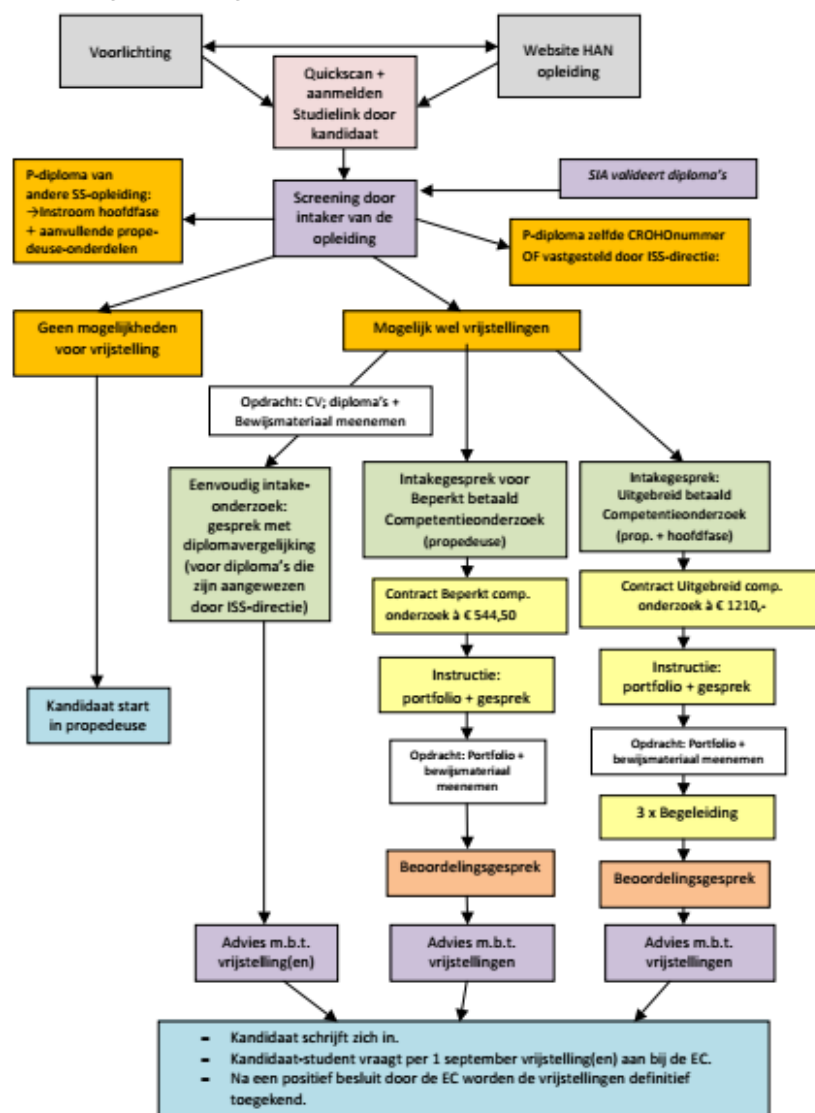 Voorlichting
Website HAN
opleiding
Quickscan +
aanmelden
Studielink door
kandidaat
P-diploma van
andere SS-opleiding:
→Instroom hoofdfase
+ aanvullende prope-
deuse-onderdelen
Screening door
intaker van de
opleiding
SIA valideert diploma's
P-diploma zelfde CROHOnummer
OF vastgesteld door ISS-directie:
Geen mogelijkheden
voor vrijstelling
Mogelijk wel vrijstellingen
Opdracht: CV; diploma's +
Bewijsmateriaal meenemen
Eenvoudig intake-
onderzoek:
gesprek met
diplomavergelijking
(voor diploma's die
zijn aangewezen
door ISS-directie)
Intakegesprek voor
Beperkt betaald
Competentieonderzoek
(propedeuse)
Intakegesprek:
Uitgebreid betaald
Competentieonderzoek
(prop. + hoofdfase)
Contract Beperkt comp.
onderzoek à € 544,50
Contract Uitgebreid comp.
onderzoek à € 1210,-
Instructie:
portfolio + gesprek
Instructie:
portfolio + gesprek
Kandidaat start
in propedeuse
Opdracht: Portfolio +
bewijsmateriaal
meenemen
Opdracht: Portfolio +
bewijsmateriaal meenemen
3 x Begeleiding
Beoordelingsgesprek
Beoordelingsgesprek
Advies m.b.t.
vrijstelling(en)
Advies m.b.t.
vrijstellingen
Advies m.b.t.
vrijstellingen
- Kandidaat schrijft zich in.
- Kandidaat-student vraagt per 1 september vrijstelling(en) aan bij de EC.
- Na een positief besluit door de EC worden de vrijstellingen definitief
toegekend.